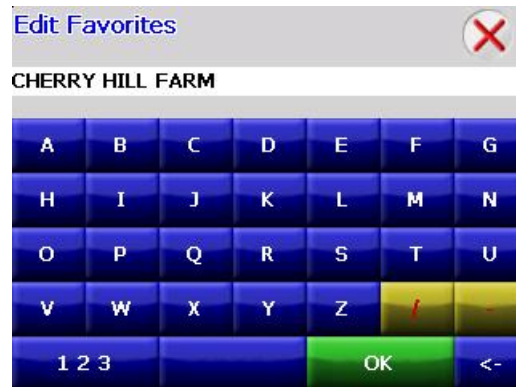 Edit Favorites
CHERRY HILL FARM
A B C D E F G
H I J K L M N
O P Q R S T U
V W X Y Z / -
1 2 3 OK <-